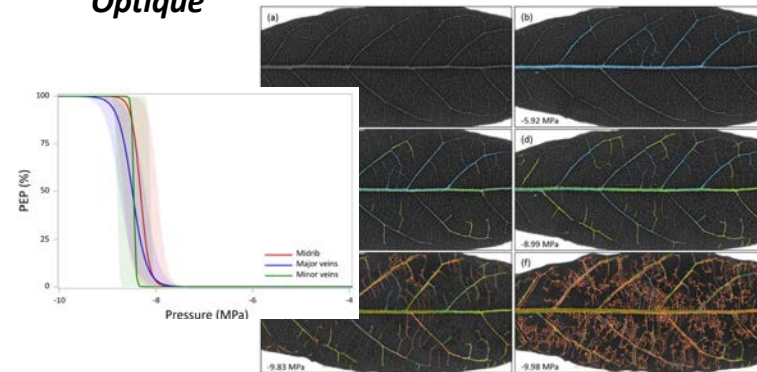 Optique
(a)
(b)
-5.92 MPa
(d)
-8.99 MPa
(f)
-9.83 MPa
-9.98 MPa
100
75
50
25
0
PEP (%)
Midrib
Major veins
Minor veins
-10
-8
-6
-4
Pressure (MPa)